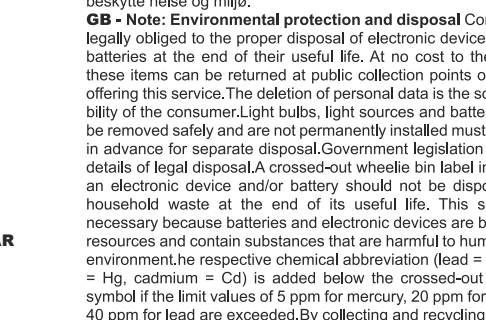 beskytte helse og miljø.
GB - Note: Environmental protection and disposal Co
legally obliged to the proper disposal of electronic device
batteries at the end of their useful life. At no cost to the
these items can be returned at public collection points o
offering this service.The deletion of personal data is the so
bility of the consumer.Light bulbs, light sources and batte
be removed safely and are not permanently installed must
in advance for separate disposal.Government legislation
details of legal disposal.A crossed-out wheelie bin label in
an electronic device and/or battery should not be dispo
household waste at the end of its useful life. This s
necessary because batteries and electronic devices are b
AR resources and contain substances that are harmful to hum
environment.he respective chemical abbreviation (lead =
= Hg, cadmium = Cd) is added below the crossed-out
symbol if the limit values of 5 ppm for mercury, 20 ppm for
40 ppm for lead are exceeded.By collecting and recycling